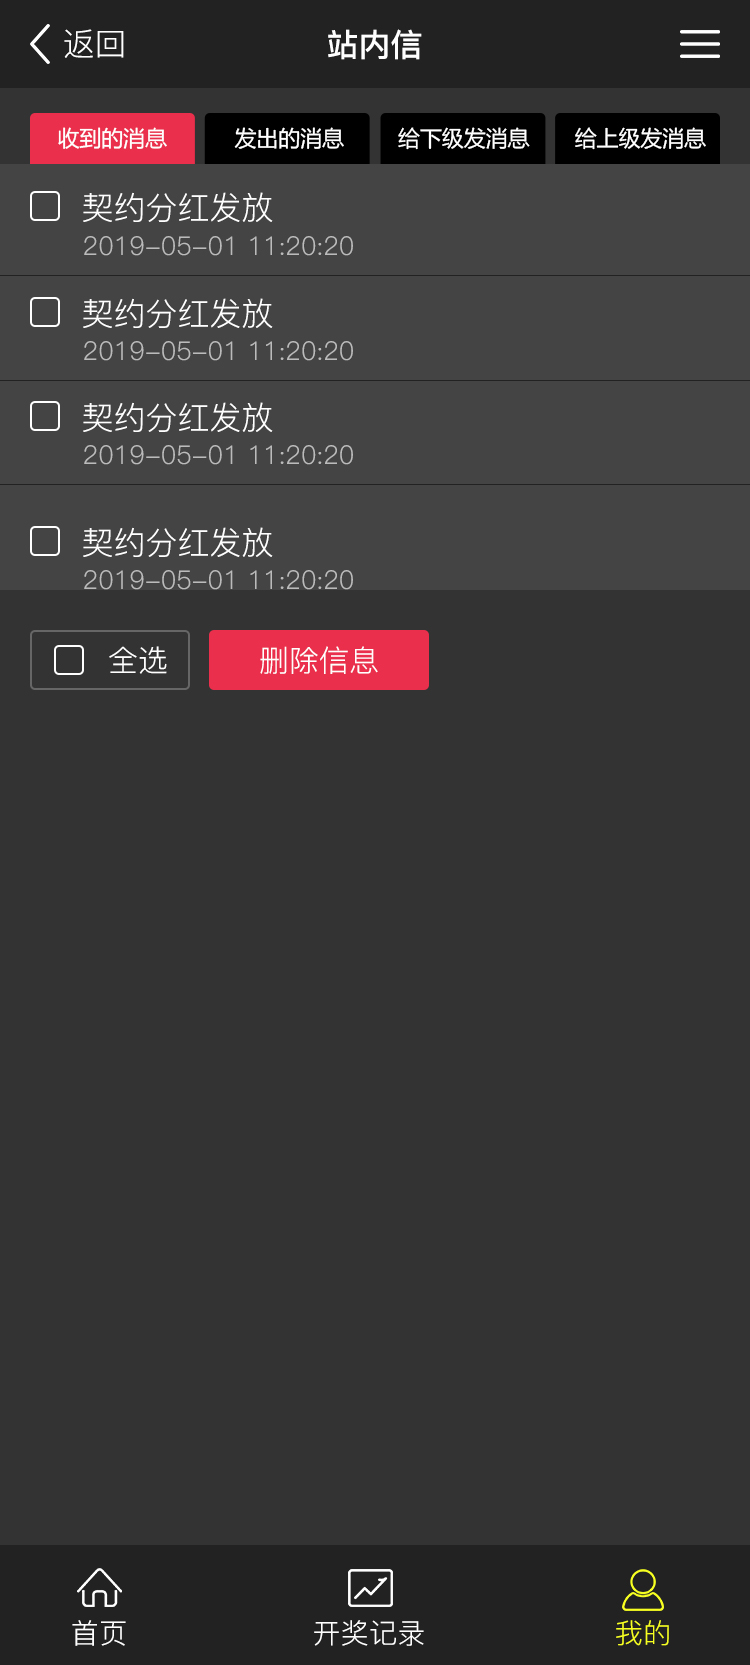 返回
站内信
收到的消息
发出的消息
给下级发消息
给上级发消息
契约分红发放
2019-05-01 11:20:20
契约分红发放
2019-05-01 11:20:20
契约分红发放
2019-05-01 11:20:20
契约分红发放
2019-05-01 11:20:20
全选
删除信息
首页
开奖记录
我的